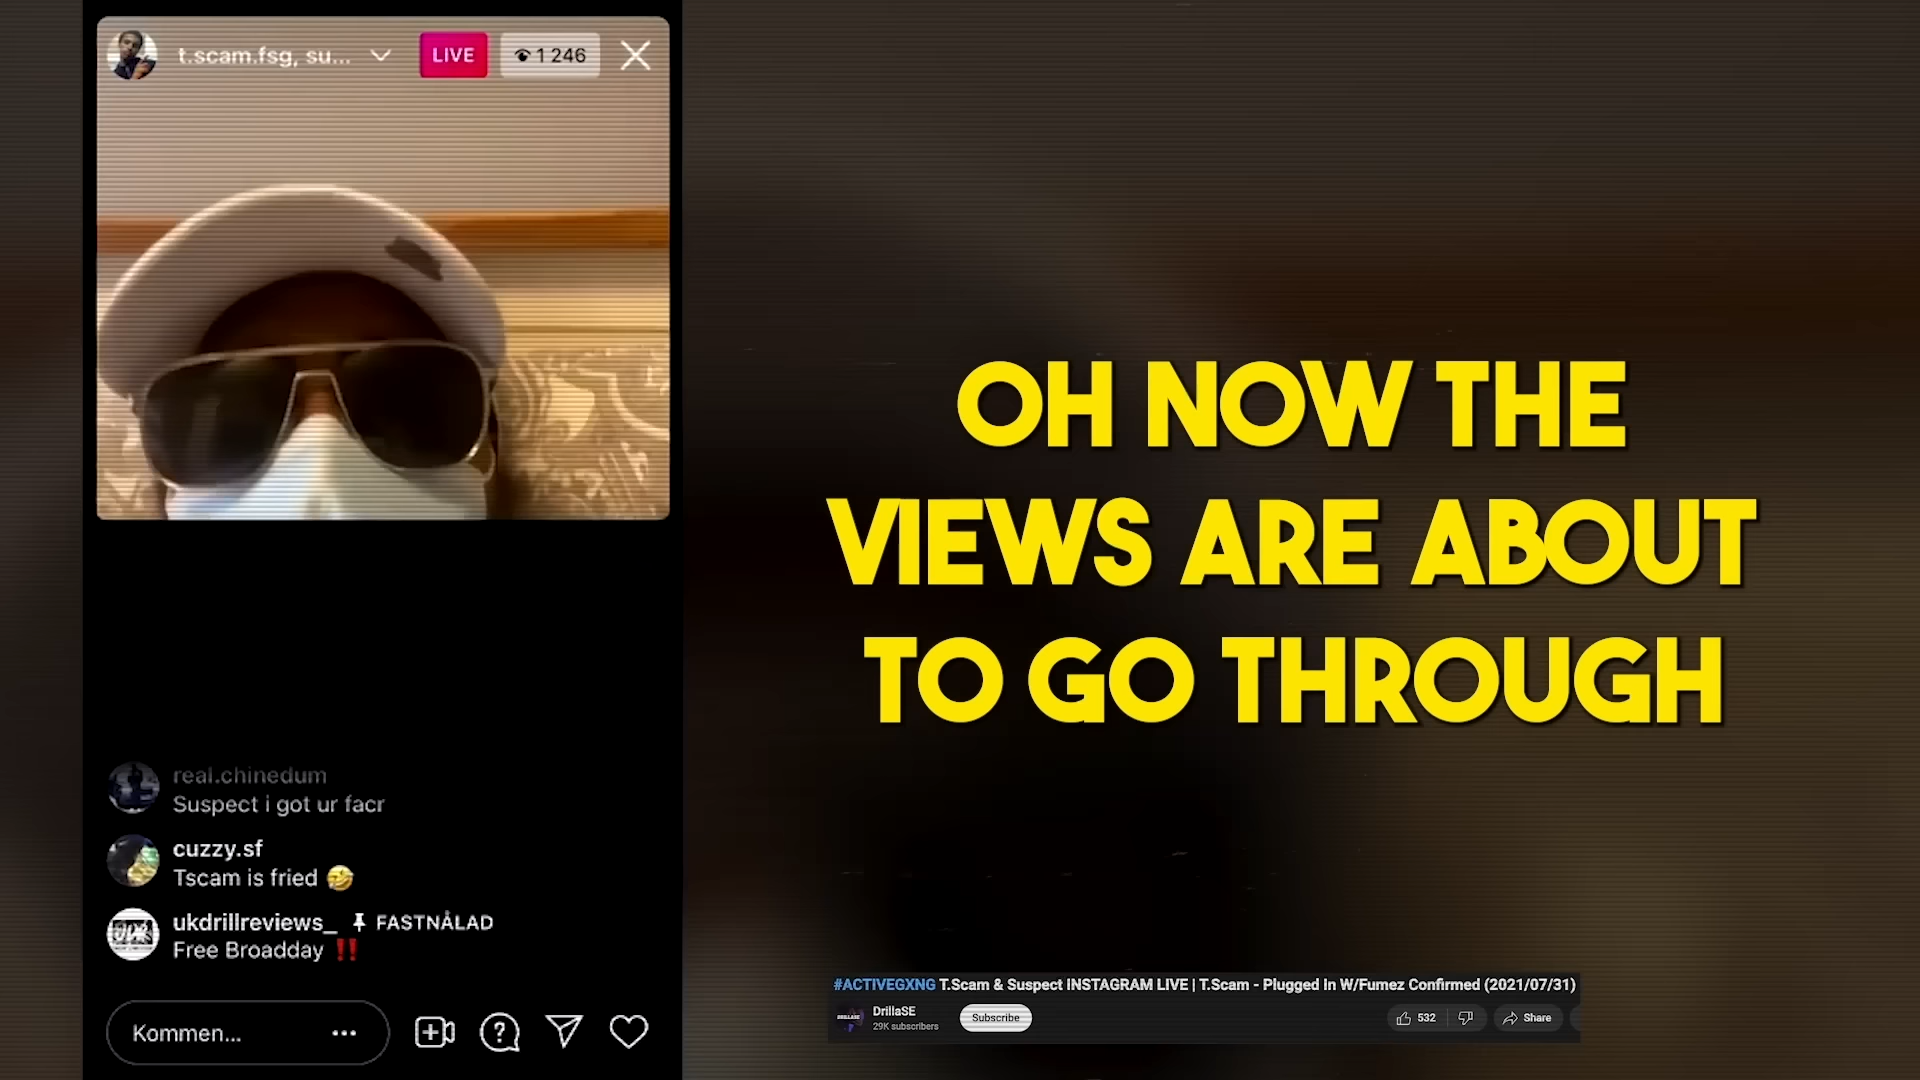 t.scam.fsg, su...
LIVE
1 246
OH NOW THE
VIEWS ARE ABOUT
TO GO THROUGH
real.chinedum
Suspect i got ur facr
cuzzy.sf
Tscam is fried 🤣
ukdrillreviews_ 📌 FASTNÅLAD
Free Broadday ‼️
Kommen...
#ACTIVEGXNG T.Scam & Suspect INSTAGRAM LIVE | T.Scam - Plugged In W/Fumez Confirmed (2021/07/31)
DrillaSE
29K subscribers
Subscribe
532
Share